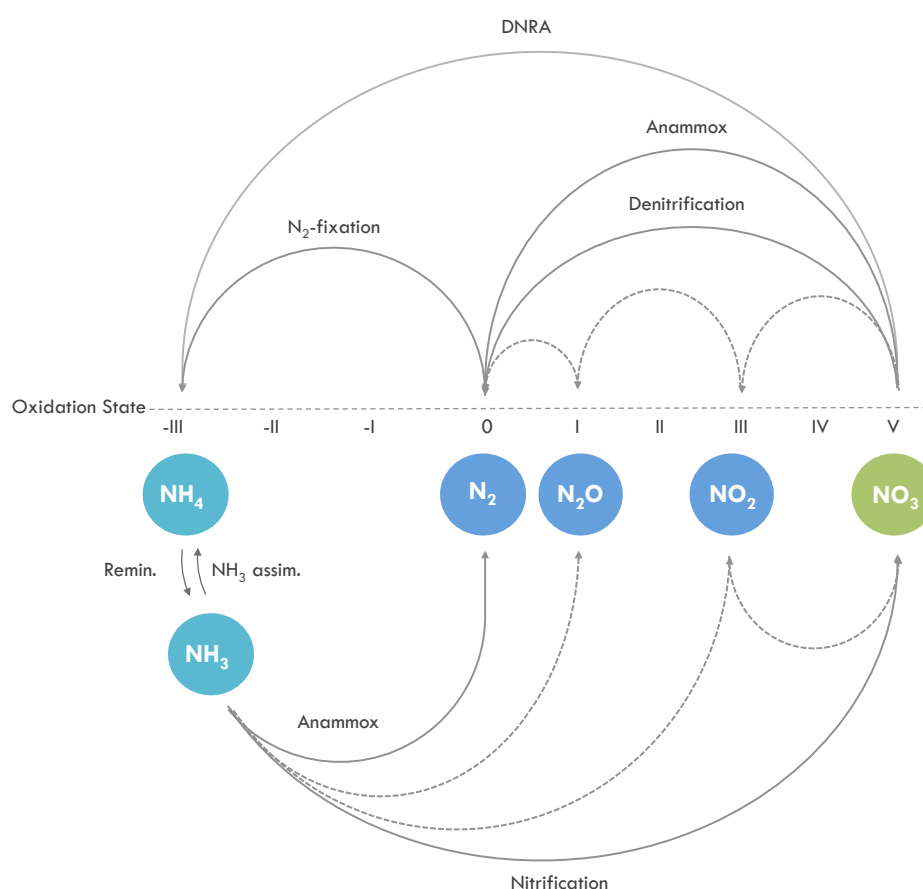 DNRA
Anammox
Denitrification
N₂-fixation
Oxidation State
-III -II -I 0 I II III IV V
NH₄ N₂ N₂O NO₂ NO₃
Remin. NH₃ assim.
NH₃
Anammox
Nitrification